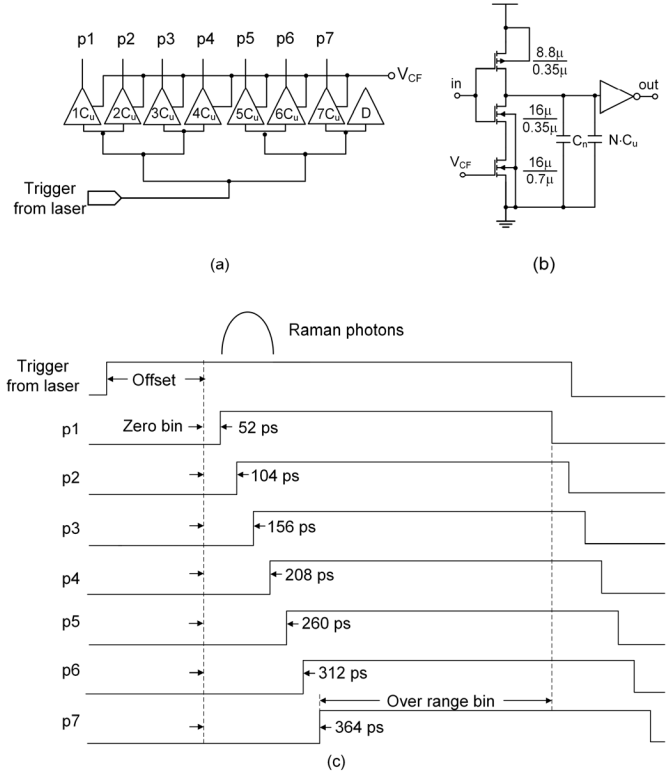 p1 p2 p3 p4 p5 p6 p7
V_CF
1C_u 2C_u 3C_u 4C_u 5C_u 6C_u 7C_u D
Trigger
from laser
(a)
8.8µ
0.35µ
in
out
16µ
0.35µ
C_n
N·C_u
V_CF
16µ
0.7µ
(b)
Raman photons
Trigger
from laser
Offset
p1
Zero bin
52 ps
p2
104 ps
p3
156 ps
p4
208 ps
p5
260 ps
p6
312 ps
Over range bin
p7
364 ps
(c)